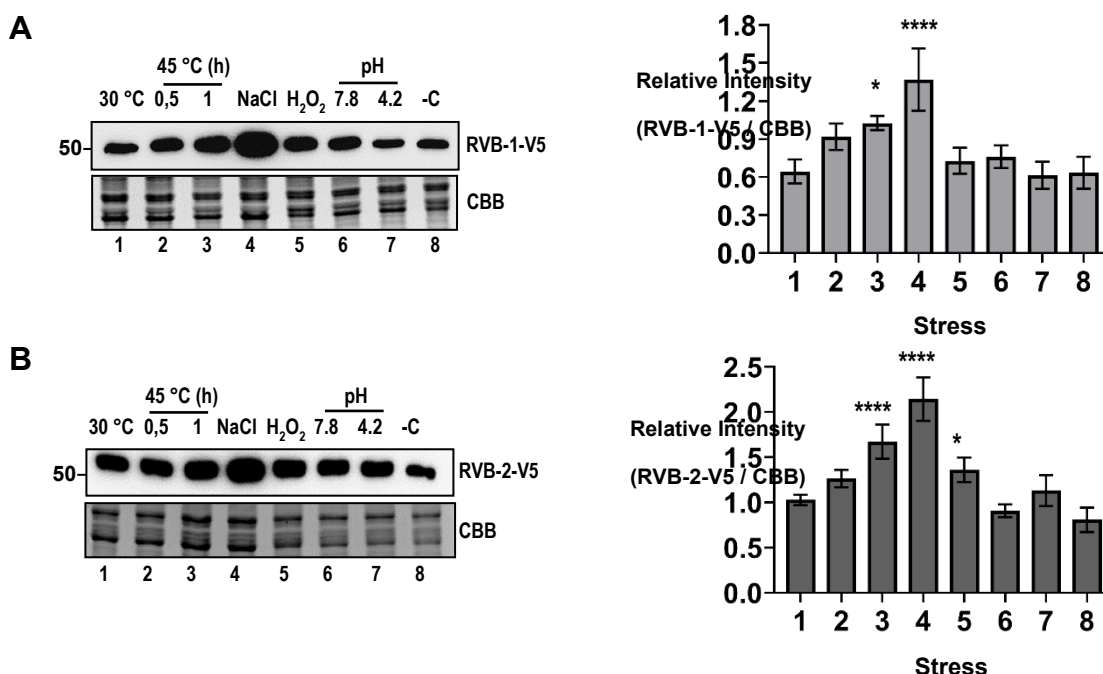 A
45 °C (h)
pH
30 °C 0,5 1 NaCl H₂O₂ 7.8 4.2 -C
50
RVB-1-V5
CBB
1 2 3 4 5 6 7 8
Relative Intensity
(RVB-1-V5 / CBB)
1.8
1.5
1.2
0.9
0.6
0.3
0.0
* ****
1 2 3 4 5 6 7 8
Stress
B
45 °C (h)
pH
30 °C 0,5 1 NaCl H₂O₂ 7.8 4.2 -C
50
RVB-2-V5
CBB
1 2 3 4 5 6 7 8
Relative Intensity
(RVB-2-V5 / CBB)
2.5
2.0
1.5
1.0
0.5
0.0
**** **** *
1 2 3 4 5 6 7 8
Stress